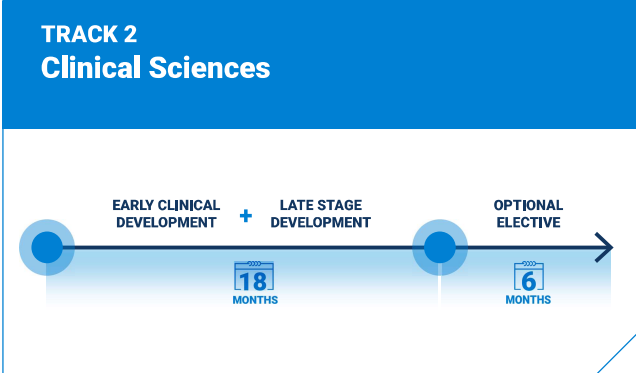 TRACK 2
Clinical Sciences
EARLY CLINICAL
DEVELOPMENT
+
LATE STAGE
DEVELOPMENT
OPTIONAL
ELECTIVE
18
MONTHS
6
MONTHS